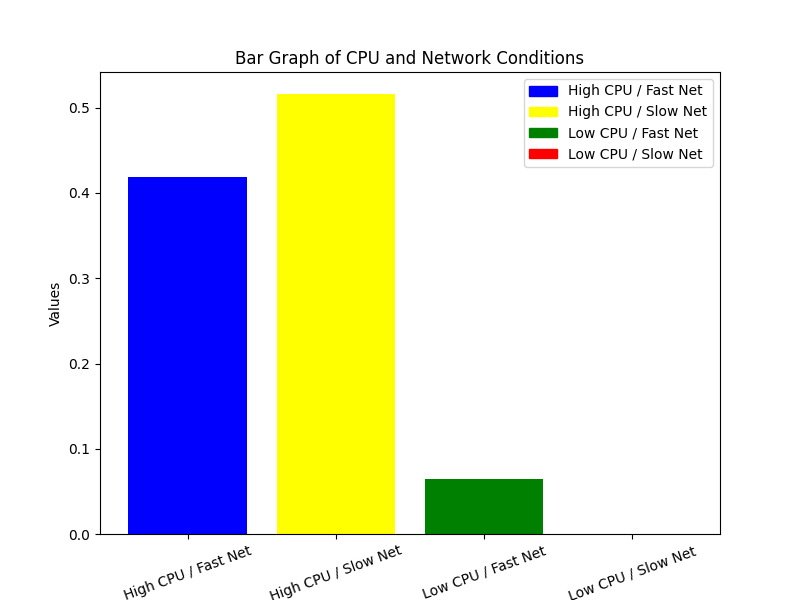 Bar Graph of CPU and Network Conditions
High CPU / Fast Net
High CPU / Slow Net
Low CPU / Fast Net
Low CPU / Slow Net
Values
0.5
0.4
0.3
0.2
0.1
0.0
High CPU / Fast Net
High CPU / Slow Net
Low CPU / Fast Net
Low CPU / Slow Net